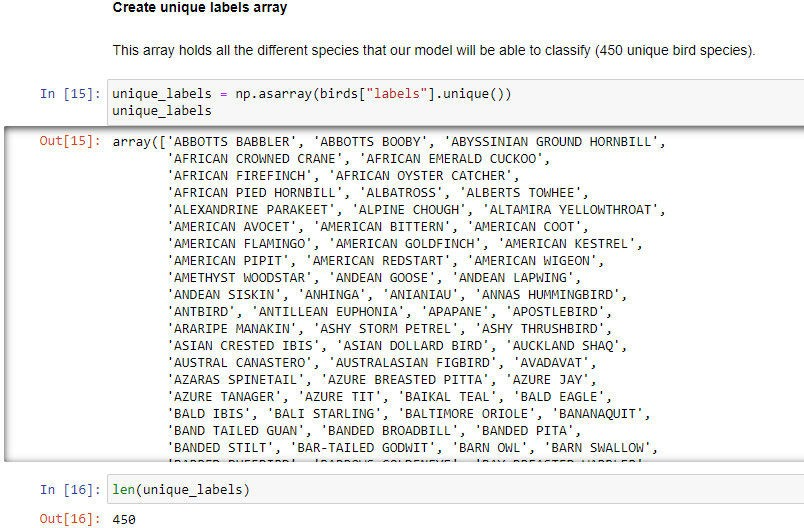 Create unique labels array
This array holds all the different species that our model will be able to classify (450 unique bird species).
In [15]: unique_labels = np.asarray(birds["labels"].unique())
unique_labels
Out[15]: array(['ABBOTTS BABBLER', 'ABBOTTS BOOBY', 'ABYSSINIAN GROUND HORNBILL',
'AFRICAN CROWNED CRANE', 'AFRICAN EMERALD CUCKOO',
'AFRICAN FIREFINCH', 'AFRICAN OYSTER CATCHER',
'AFRICAN PIED HORNBILL', 'ALBATROSS', 'ALBERTS TOWHEE',
'ALEXANDRINE PARAKEET', 'ALPINE CHOUGH', 'ALTAMIRA YELLOWTHROAT',
'AMERICAN AVOCET', 'AMERICAN BITTERN', 'AMERICAN COOT',
'AMERICAN FLAMINGO', 'AMERICAN GOLDFINCH', 'AMERICAN KESTREL',
'AMERICAN PIPIT', 'AMERICAN REDSTART', 'AMERICAN WIGEON',
'AMETHYST WOODSTAR', 'ANDEAN GOOSE', 'ANDEAN LAPWING',
'ANDEAN SISKIN', 'ANHINGA', 'ANIANIAU', 'ANNAS HUMMINGBIRD',
'ANTBIRD', 'ANTILLEAN EUPHONIA', 'APAPANE', 'APOSTLEBIRD',
'ARARIPE MANAKIN', 'ASHY STORM PETREL', 'ASHY THRUSHBIRD',
'ASIAN CRESTED IBIS', 'ASIAN DOLLARD BIRD', 'AUCKLAND SHAQ',
'AUSTRAL CANASTERO', 'AUSTRALASIAN FIGBIRD', 'AVADAVAT',
'AZARAS SPINETAIL', 'AZURE BREASTED PITTA', 'AZURE JAY',
'AZURE TANAGER', 'AZURE TIT', 'BAIKAL TEAL', 'BALD EAGLE',
'BALD IBIS', 'BALI STARLING', 'BALTIMORE ORIOLE', 'BANANAQUIT',
'BAND TAILED GUAN', 'BANDED BROADBILL', 'BANDED PITA',
'BANDED STILT', 'BAR-TAILED GODWIT', 'BARN OWL', 'BARN SWALLOW',
In [16]: len(unique_labels)
Out[16]: 450